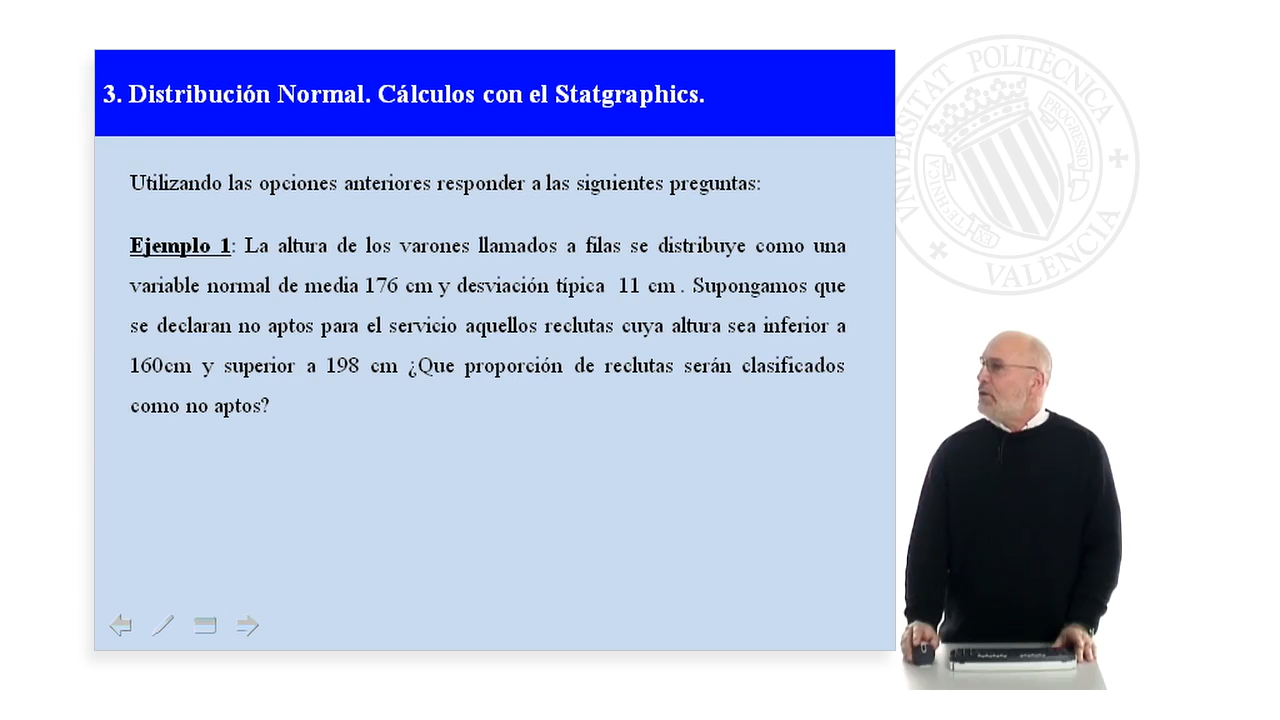 3. Distribución Normal. Cálculos con el Statgraphics.
Utilizando las opciones anteriores responder a las siguientes preguntas:
Ejemplo 1: La altura de los varones llamados a filas se distribuye como una
variable normal de media 176 cm y desviación típica 11 cm . Supongamos que
se declaran no aptos para el servicio aquellos reclutas cuya altura sea inferior a
160cm y superior a 198 cm ¿Que proporción de reclutas serán clasificados
como no aptos?
UNIVERSITAT POLITÈCNICA
VALÈNCIA
PROGRESSIO
EX TECHNICA